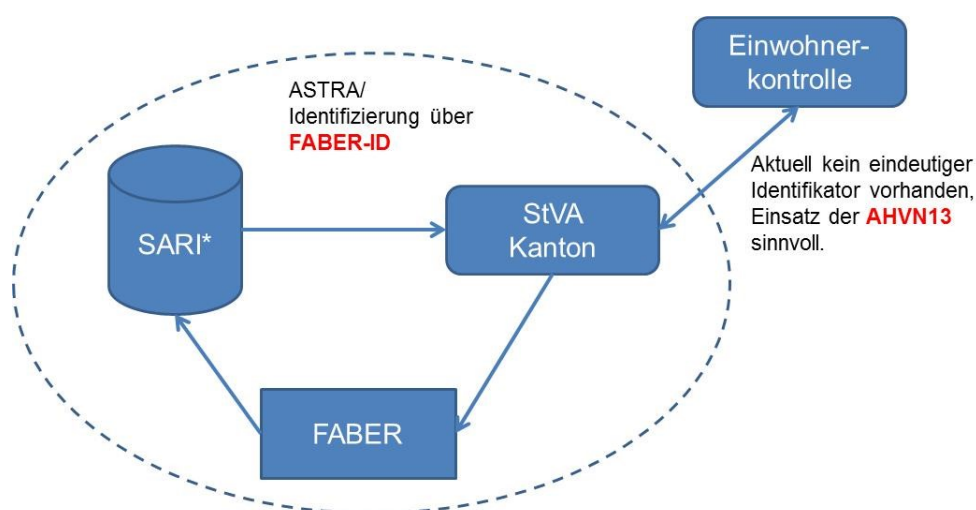 Einwohner-
kontrolle
ASTRA/
Identifizierung über
FABER-ID
Aktuell kein eindeutiger
Identifikator vorhanden,
Einsatz der AHVN13
sinnvoll.
SARI*
StVA
Kanton
FABER